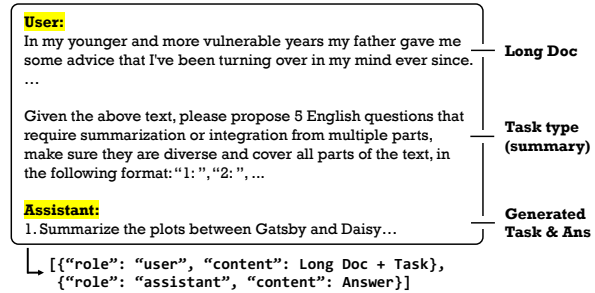 User:
In my younger and more vulnerable years my father gave me
some advice that I've been turning over in my mind ever since.
…
Given the above text, please propose 5 English questions that
require summarization or integration from multiple parts,
make sure they are diverse and cover all parts of the text, in
the following format: “1: ”, “2: ”, ...
Assistant:
1. Summarize the plots between Gatsby and Daisy…
Long Doc
Task type
(summary)
Generated
Task & Ans
[{“role”: “user”, “content”: Long Doc + Task},
{“role”: “assistant”, “content”: Answer}]